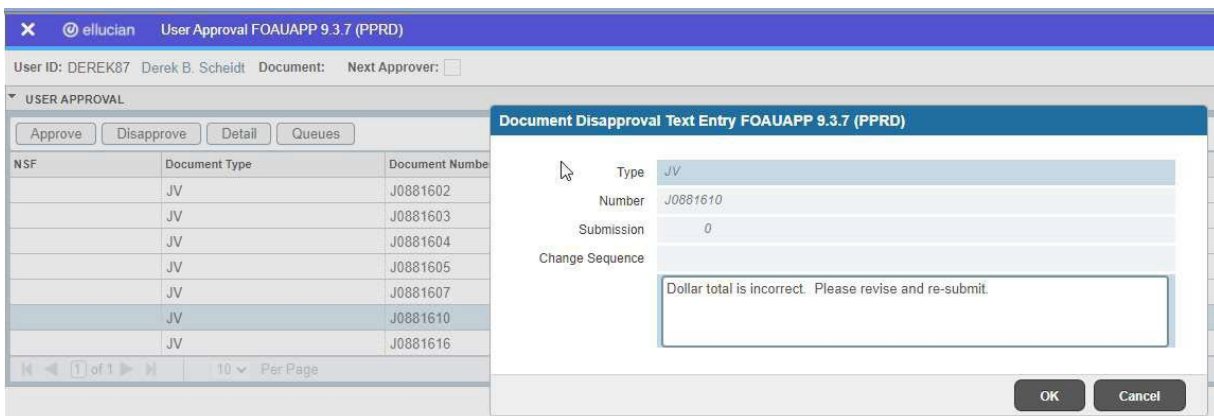 ellucian User Approval FOAUAPP 9.3.7 (PPRD)
User ID: DEREK87 Derek B. Scheidt Document: Next Approver:
USER APPROVAL
Approve Disapprove Detail Queues
NSF Document Type Document Numbe
JV J0881602
JV J0881603
JV J0881604
JV J0881605
JV J0881607
JV J0881610
JV J0881616
1 of 1 10 Per Page
Document Disapproval Text Entry FOAUAPP 9.3.7 (PPRD)
Type JV
Number J0881610
Submission 0
Change Sequence
Dollar total is incorrect. Please revise and re-submit.
OK Cancel